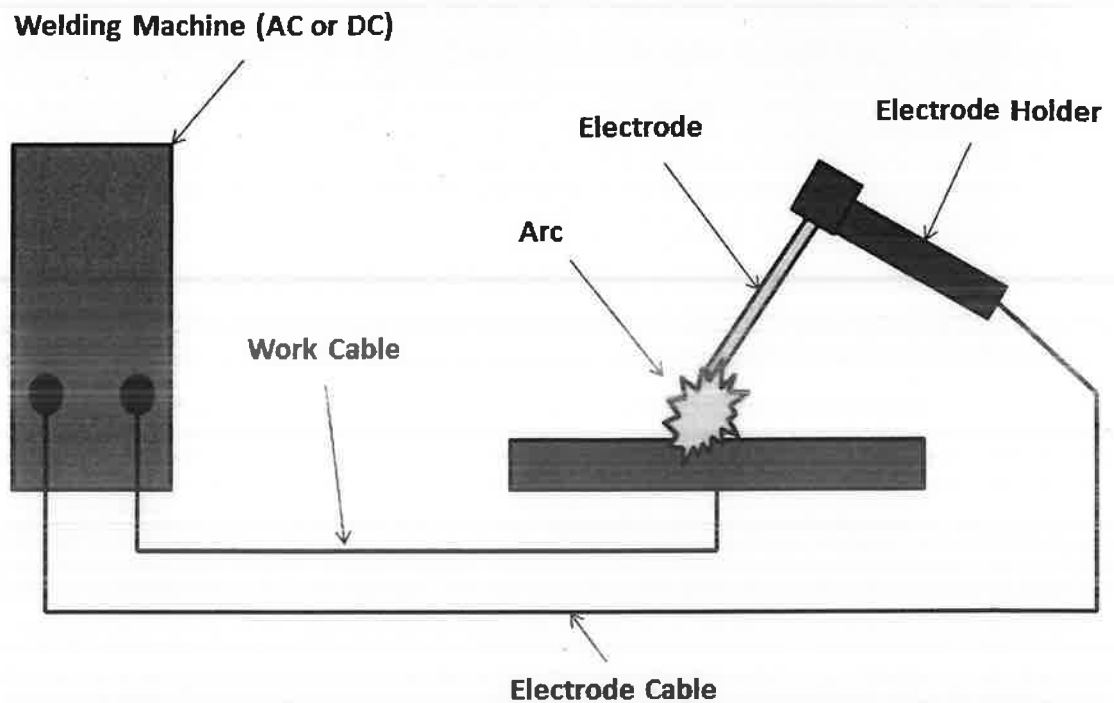 Welding Machine (AC or DC)
Electrode
Electrode Holder
Arc
Work Cable
Electrode Cable